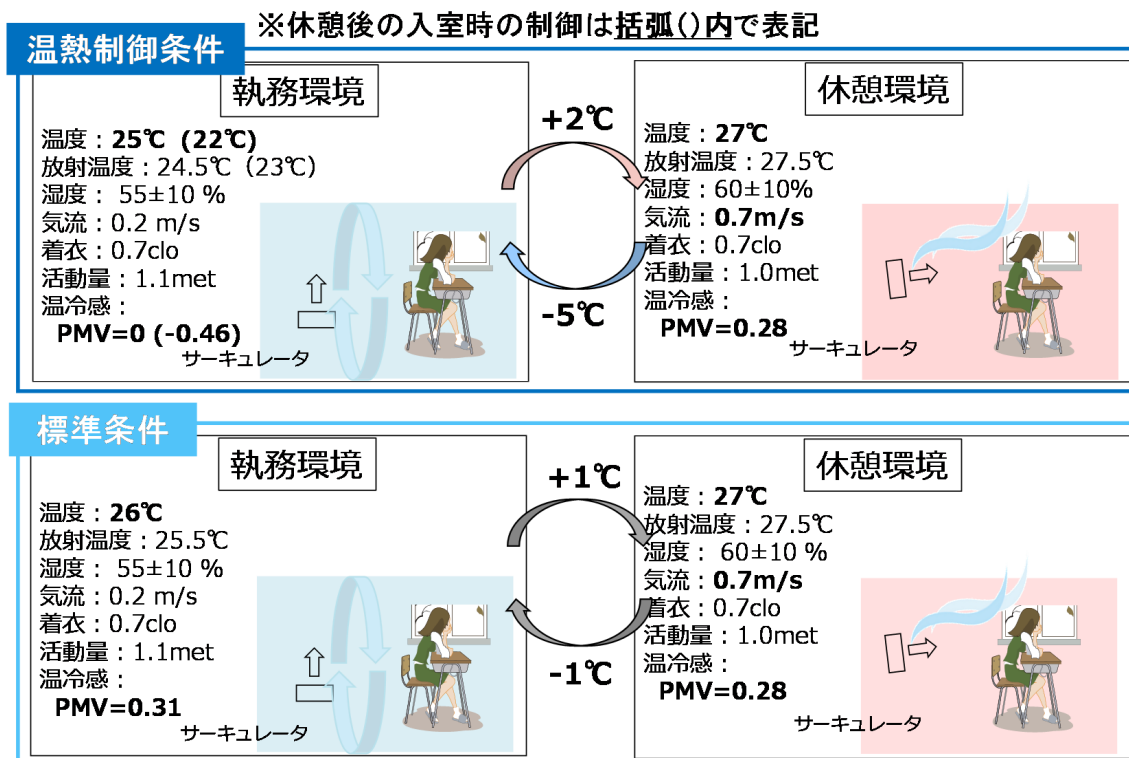 ※休憩後の入室時の制御は括弧()内で表記
温熱制御条件
執務環境
温度：25℃ (22℃)
放射温度：24.5℃（23℃）
湿度： 55±10 %
気流：0.2 m/s
着衣：0.7clo
活動量：1.1met
温冷感：
PMV=0 (-0.46)
サーキュレータ
+2℃
-5℃
休憩環境
温度：27℃
放射温度：27.5℃
湿度：60±10%
気流：0.7m/s
着衣：0.7clo
活動量：1.0met
温冷感：
PMV=0.28
サーキュレータ
標準条件
執務環境
温度：26℃
放射温度：25.5℃
湿度： 55±10 %
気流：0.2 m/s
着衣：0.7clo
活動量：1.1met
温冷感：
PMV=0.31
サーキュレータ
+1℃
-1℃
休憩環境
温度：27℃
放射温度：27.5℃
湿度： 60±10 %
気流：0.7m/s
着衣：0.7clo
活動量：1.0met
温冷感：
PMV=0.28
サーキュレータ